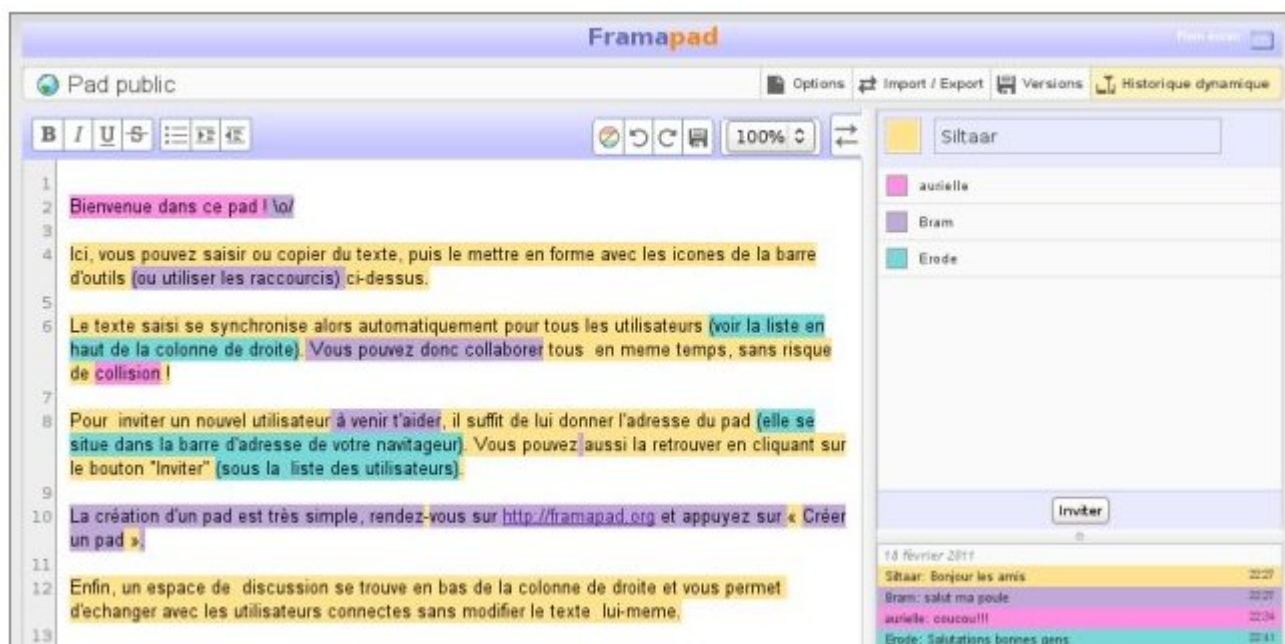 Framapad
Plein écran
Pad public
Options
Import / Export
Versions
Historique dynamique
B I U S
100%
Siltaar
aurielle
Bram
Erode
1
2 Bienvenue dans ce pad ! \o/
3
4 Ici, vous pouvez saisir ou copier du texte, puis le mettre en forme avec les icones de la barre
d'outils (ou utiliser les raccourcis) ci-dessus.
5
6 Le texte saisi se synchronise alors automatiquement pour tous les utilisateurs (voir la liste en
haut de la colonne de droite). Vous pouvez donc collaborer tous en meme temps, sans risque
de collision !
7
8 Pour inviter un nouvel utilisateur à venir t'aider, il suffit de lui donner l'adresse du pad (elle se
situe dans la barre d'adresse de votre navitageur). Vous pouvez aussi la retrouver en cliquant sur
le bouton "Inviter" (sous la liste des utilisateurs).
9
10 La création d'un pad est très simple, rendez-vous sur http://framapad.org et appuyez sur « Créer
un pad ».
11
12 Enfin, un espace de discussion se trouve en bas de la colonne de droite et vous permet
d'echanger avec les utilisateurs connectes sans modifier le texte lui-meme.
13
Inviter
18 février 2011
Siltaar: Bonjour les amis 22:27
Bram: salut ma poule
aurielle: coucou!!!
Erode: Salutations bonnes gens